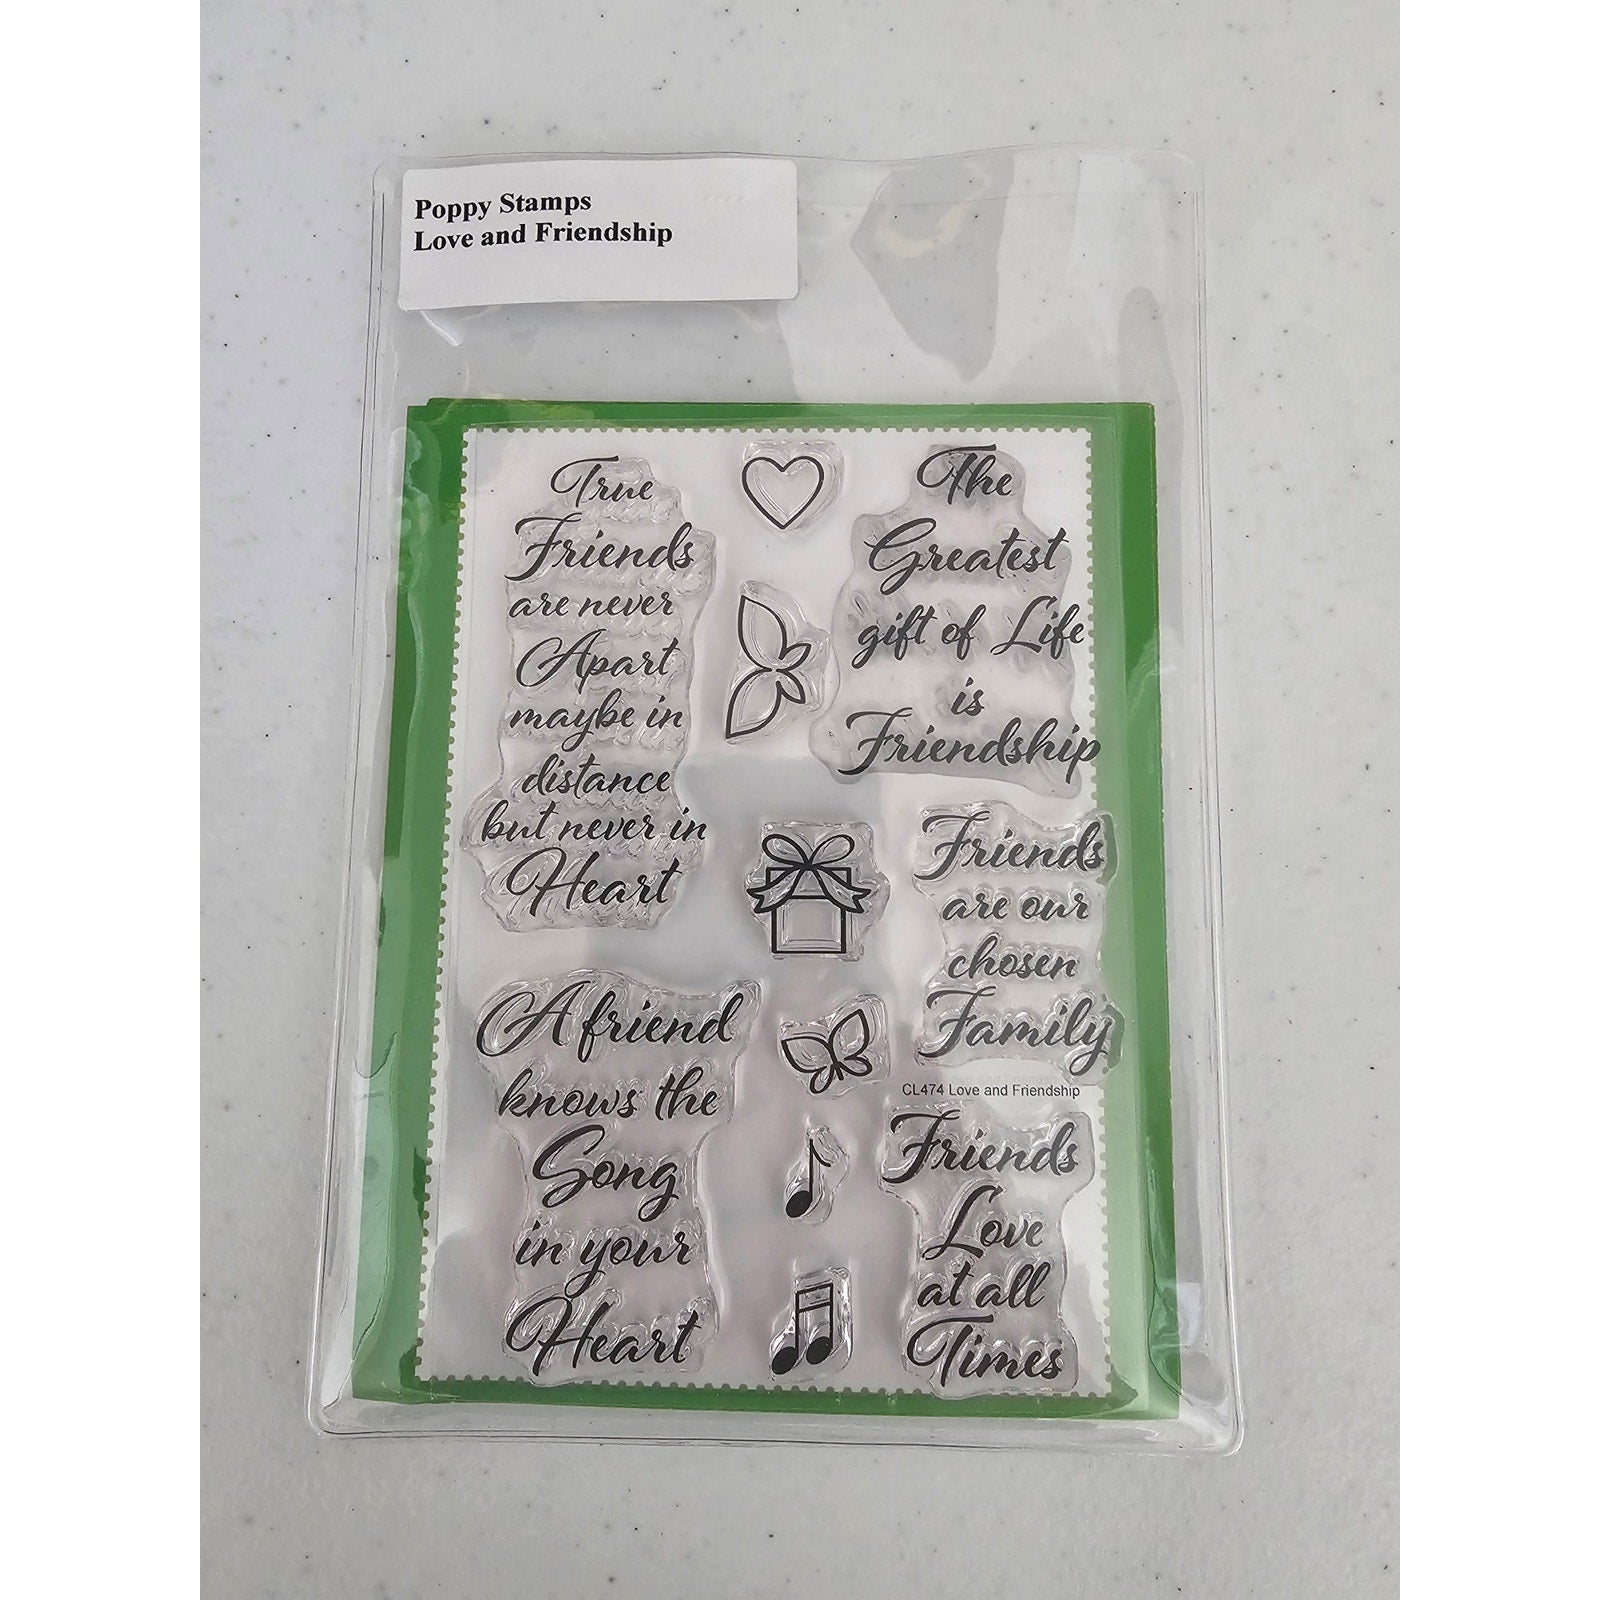 Poppy Stamps
Love and Friendship
True
Friends
are never
Apart
maybe in
distance
but never in
Heart
The
Greatest
gift of Life
is
Friendship
Friends
are our
chosen
Family
A friend
knows the
Song
in your
Heart
CL474 Love and Friendship
Friends
Love
at all
Times